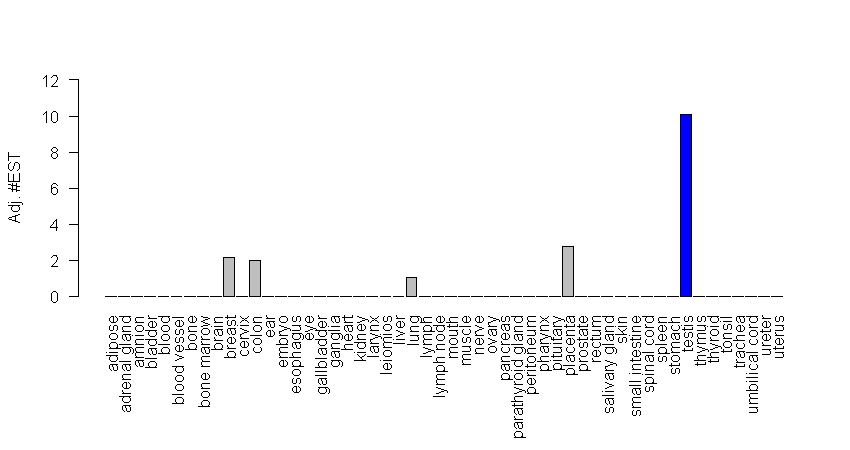 Adj. #EST
12
10
8
6
4
2
0
adipose
adrenal gland
amnion
bladder
blood
blood vessel
bone
bone marrow
brain
breast
cervix
colon
ear
embryo
esophagus
eye
gallbladder
ganglia
heart
kidney
larynx
leiomios
liver
lung
lymph
lymph node
mouth
muscle
nerve
ovary
pancreas
parathyroid gland
peritoneum
pharynx
pituitary
placenta
prostate
rectum
salivary gland
skin
small intestine
spinal cord
spleen
stomach
testis
thymus
thyroid
tonsil
trachea
umbilical cord
ureter
uterus